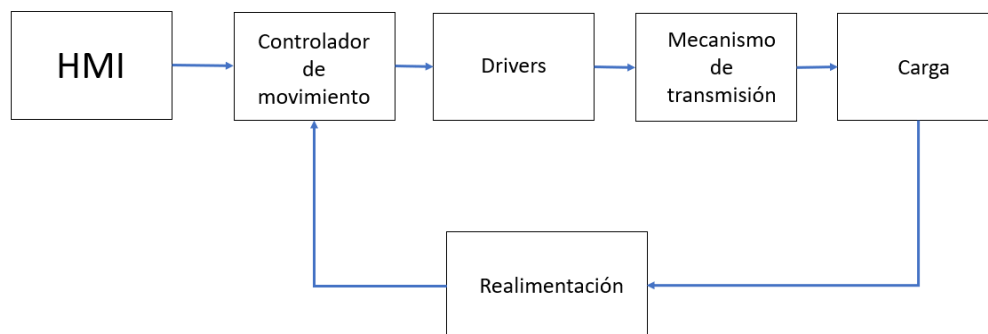 HMI
Controlador
de
movimiento
Drivers
Mecanismo
de
transmisión
Carga
Realimentación